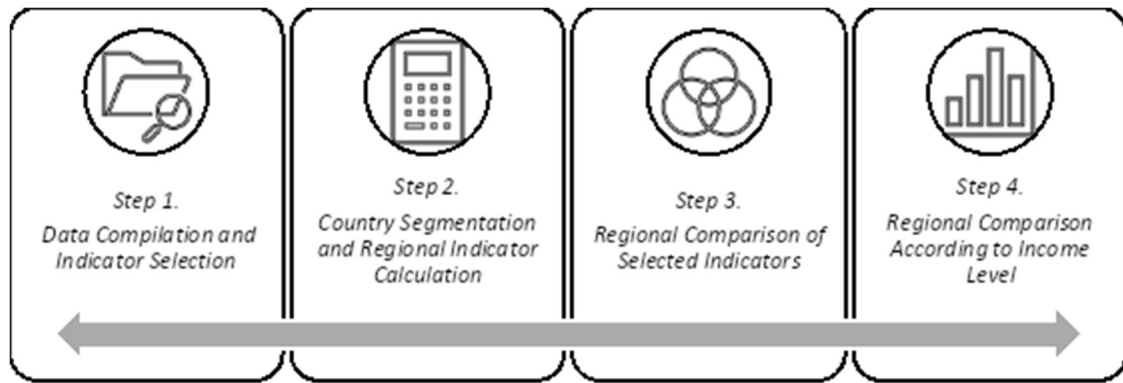 Step 1.
Data Compilation and
Indicator Selection
Step 2.
Country Segmentation
and Regional Indicator
Calculation
Step 3.
Regional Comparison of
Selected Indicators
Step 4.
Regional Comparison
According to Income
Level